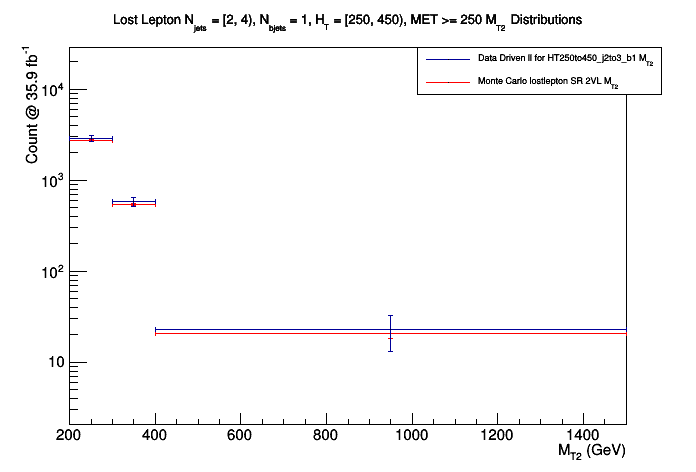 Lost Lepton N_jets = [2, 4), N_bjets = 1, H_T = [250, 450), MET >= 250 M_T2 Distributions
Data Driven II for HT250to450_j2to3_b1 M_T2
Monte Carlo lostlepton SR 2VL M_T2
Count @ 35.9 fb^-1
10^4
10^3
10^2
10
200 400 600 800 1000 1200 1400
M_T2 (GeV)